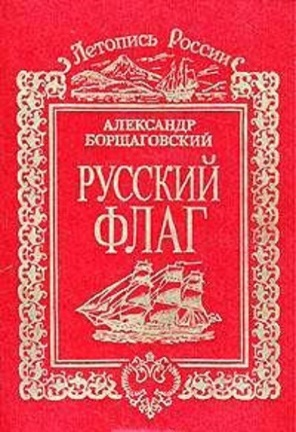 Летопись России
АЛЕКСАНДР
БОРЩАГОВСКИЙ
РУССКИЙ
ФЛАГ